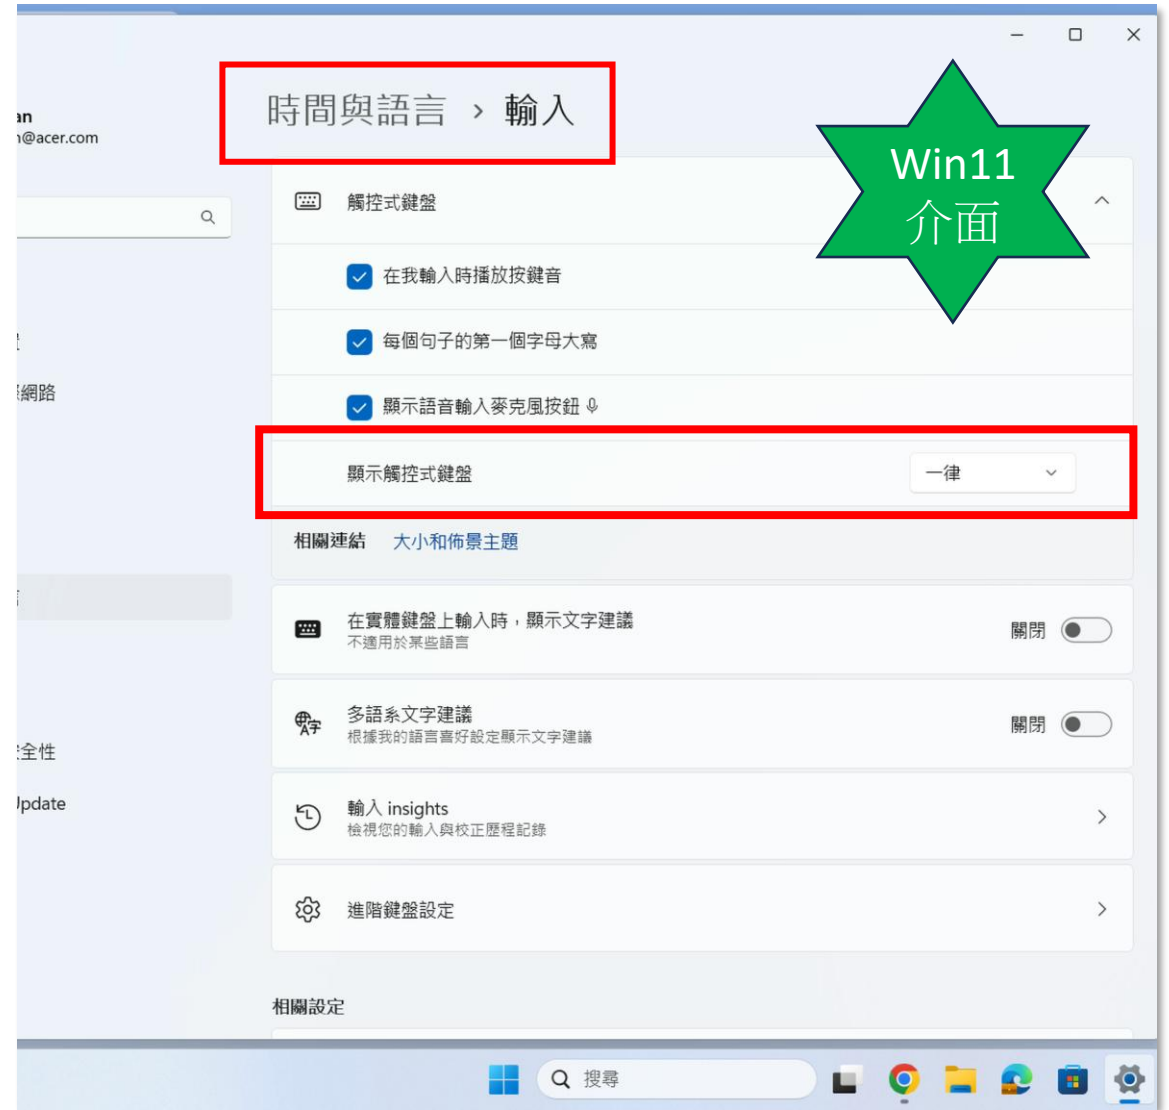 an
n@acer.com
時間與語言 › 輸入
Win11
介面
觸控式鍵盤
在我輸入時播放按鍵音
每個句子的第一個字母大寫
網路
顯示語音輸入麥克風按鈕
顯示觸控式鍵盤
一律
相關連結 大小和佈景主題
在實體鍵盤上輸入時，顯示文字建議
不適用於某些語言
關閉
多語系文字建議
根據我的語言喜好設定顯示文字建議
關閉
全性
Update
輸入 insights
檢視您的輸入與校正歷程記錄
進階鍵盤設定
相關設定
搜尋